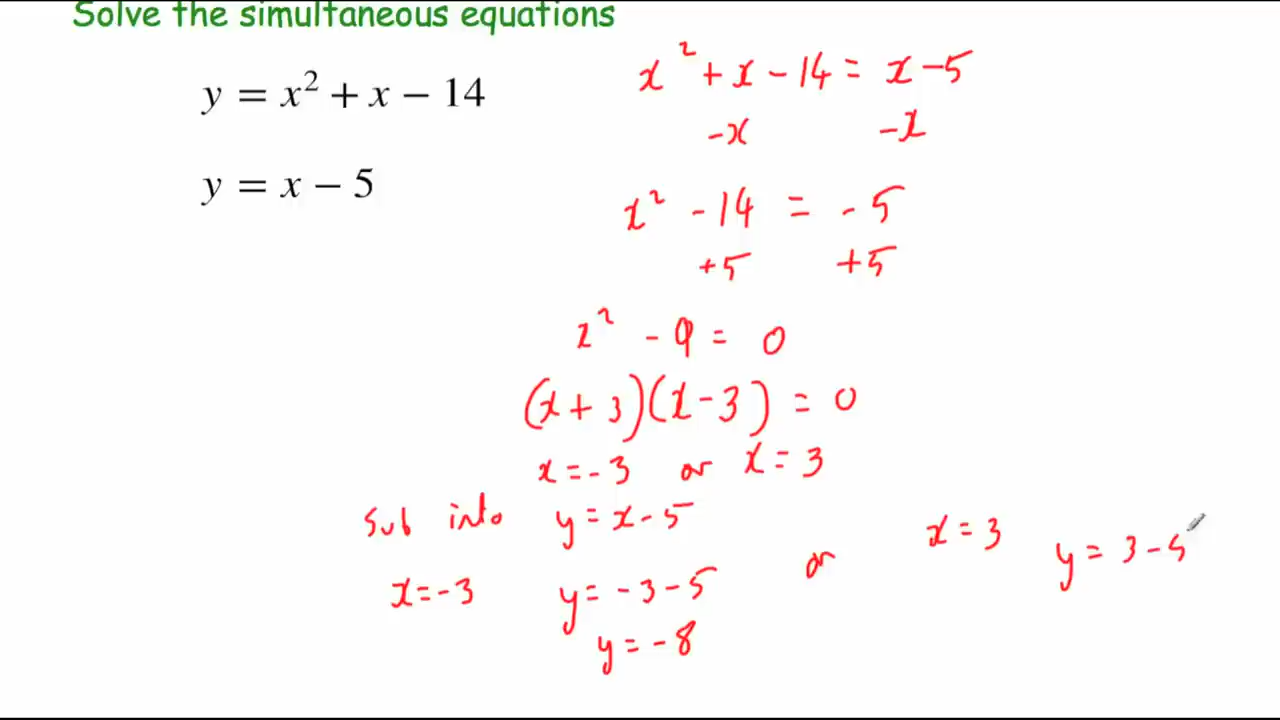 Solve the simultaneous equations
y = x² + x − 14
y = x − 5
x² + x − 14 = x − 5
−x −x
x² − 14 = −5
+5 +5
x² − 9 = 0
(x + 3)(x − 3) = 0
x = −3 or x = 3
Sub into y = x − 5
x = −3 y = −3 − 5 or x = 3 y = 3 − 5
y = −8